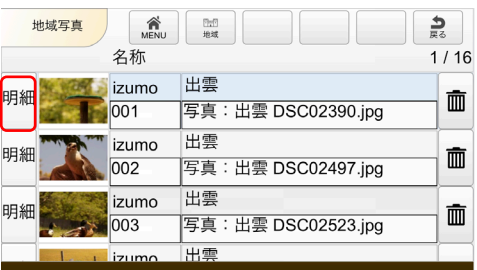 地域写真 MENU 地域 戻る
名称 1 / 16
明細 izumo 出雲
001 写真：出雲 DSC02390.jpg
明細 izumo 出雲
002 写真：出雲 DSC02497.jpg
明細 izumo 出雲
003 写真：出雲 DSC02523.jpg
izumo 出雲